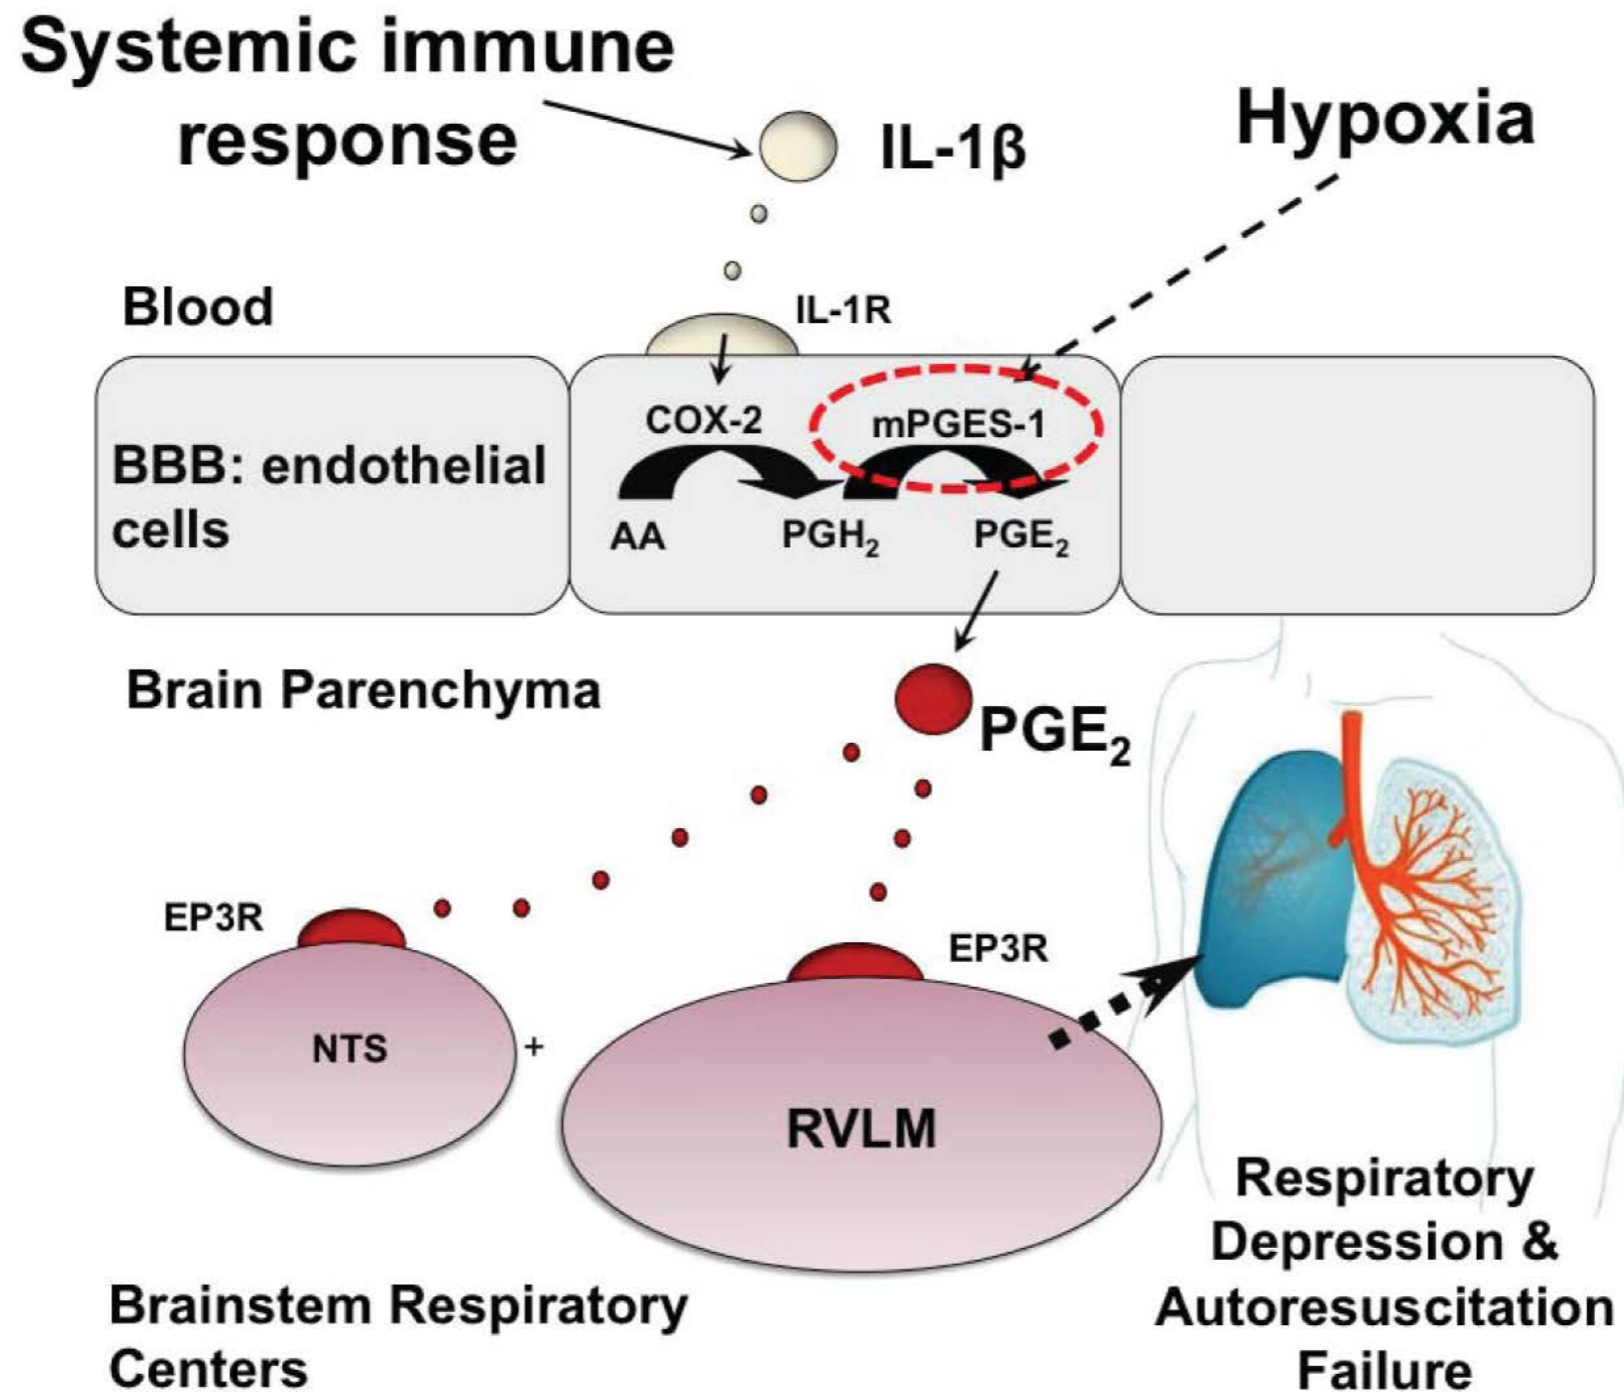 Systemic immune
response
IL-1β
Hypoxia
Blood
IL-1R
BBB: endothelial
cells
COX-2
mPGES-1
AA
PGH₂
PGE₂
Brain Parenchyma
PGE₂
EP3R
EP3R
NTS
+
RVLM
Brainstem Respiratory
Centers
Respiratory
Depression &
Autoresuscitation
Failure